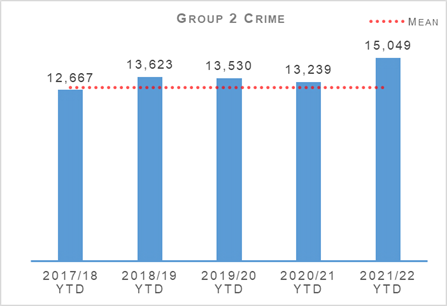 GROUP 2 CRIME
MEAN
12,667
13,623
13,530
13,239
15,049
2017/18 YTD
2018/19 YTD
2019/20 YTD
2020/21 YTD
2021/22 YTD